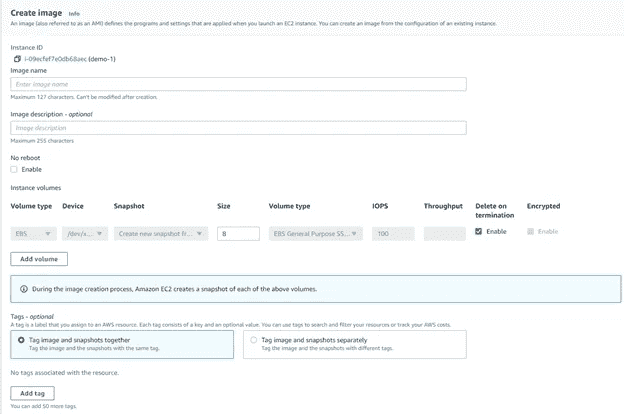 Create image Info
An image (also referred to as an AMI) defines the programs and settings that are applied when you launch an EC2 instance. You can create an image from the configuration of an existing instance.
Instance ID
i-09ecfef7e0db68aec (demo-1)
Image name
Enter image name
Maximum 127 characters. Can't be modified after creation.
Image description - optional
Image description
Maximum 255 characters
No reboot
Enable
Instance volumes
Volume type Device Snapshot Size Volume type IOPS Throughput Delete on termination Encrypted
EBS /dev/x... Create new snapshot fr... 8 EBS General Purpose SS... 100 Enable Enable
Add volume
During the image creation process, Amazon EC2 creates a snapshot of each of the above volumes.
Tags - optional
A tag is a label that you assign to an AWS resource. Each tag consists of a key and an optional value. You can use tags to search and filter your resources or track your AWS costs.
Tag image and snapshots together Tag image and snapshots separately
Tag the image and the snapshots with the same tag. Tag the image and the snapshots with different tags.
No tags associated with the resource.
Add tag
You can add 50 more tags.